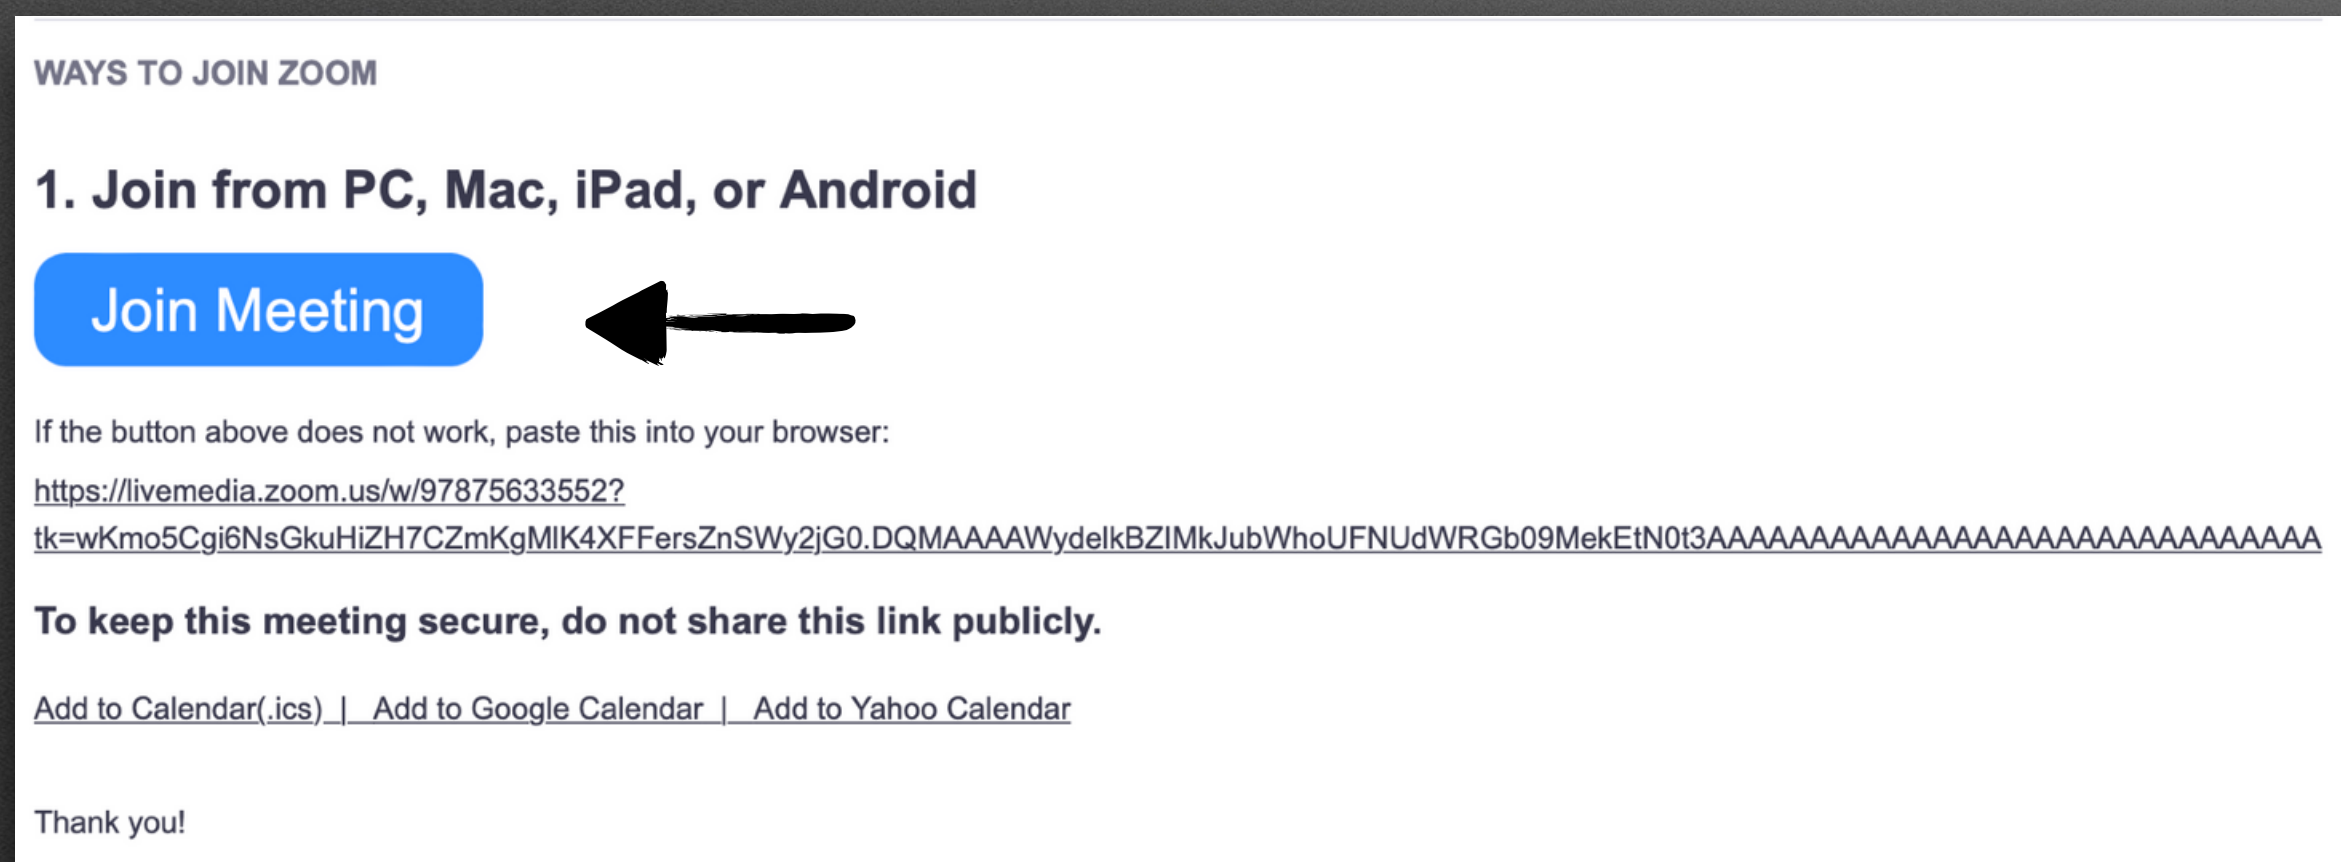 WAYS TO JOIN ZOOM
1. Join from PC, Mac, iPad, or Android
Join Meeting
If the button above does not work, paste this into your browser:
https://livemedia.zoom.us/w/97875633552?
tk=wKmo5Cgi6NsGkuHiZH7CZmKgMlK4XFFersZnSWy2jG0.DQMAAAAWydelkBZIMkJubWhoUFNUdWRGb09MekEtN0t3AAAAAAAAAAAAAAAAAAAAAAAAAAAA
To keep this meeting secure, do not share this link publicly.
Add to Calendar(.ics) | Add to Google Calendar | Add to Yahoo Calendar
Thank you!